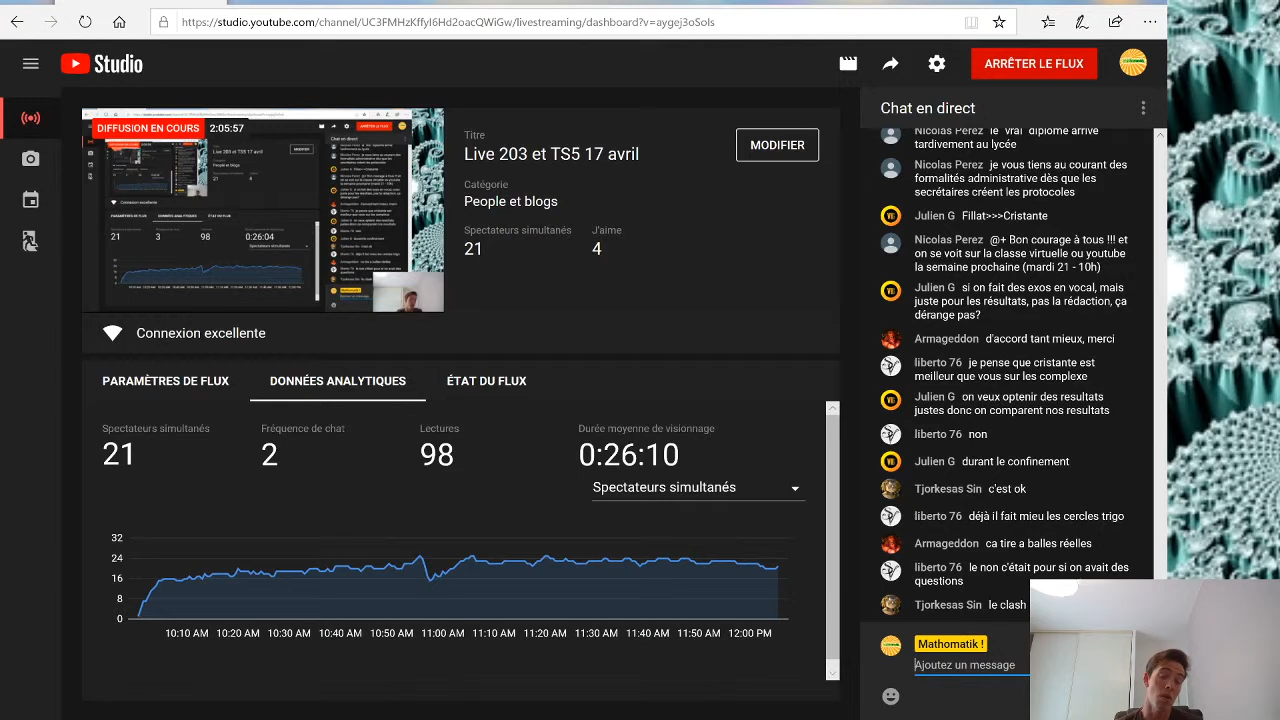 https://studio.youtube.com/channel/UC3FMHzKffyI6Hd2oacQWiGw/livestreaming/dashboard?v=aygej3oSols
Studio
ARRÊTER LE FLUX
DIFFUSION EN COURS 2:05:57
Titre
Live 203 et TS5 17 avril
MODIFIER
Catégorie
People et blogs
Spectateurs simultanés J'aime
21 4
Connexion excellente
PARAMÈTRES DE FLUX DONNÉES ANALYTIQUES ÉTAT DU FLUX
Spectateurs simultanés Fréquence de chat Lectures Durée moyenne de visionnage
21 2 98 0:26:10
Spectateurs simultanés
32
24
16
8
0
10:10 AM 10:20 AM 10:30 AM 10:40 AM 10:50 AM 11:00 AM 11:10 AM 11:20 AM 11:30 AM 11:40 AM 11:50 AM 12:00 PM
Chat en direct
Nicolas Perez le vrai
tardivement au lycée
Nicolas Perez je vous tiens au courant des
formalités administrative dès que les
secrétaires créent les protocoles
Julien G Fillat>>>Cristante
Nicolas Perez @+ Bon courage à tous !!! et
on se voit sur la classe virtuelle ou youtube
la semaine prochaine (mardi 21 - 10h)
Julien G si on fait des exos en vocal, mais
juste pour les résultats, pas la rédaction, ça
dérange pas?
Armageddon d'accord tant mieux, merci
liberto 76 je pense que cristante est
meilleur que vous sur les complexe
Julien G on veux optenir des resultats
justes donc on comparent nos resultats
liberto 76 non
Julien G durant le confinement
Tjorkesas Sin c'est ok
liberto 76 déjà il fait mieu les cercles trigo
Armageddon ca tire a balles réelles
liberto 76 le non c'était pour si on avait des
questions
Tjorkesas Sin le clash
Mathomatik !
Ajoutez un message